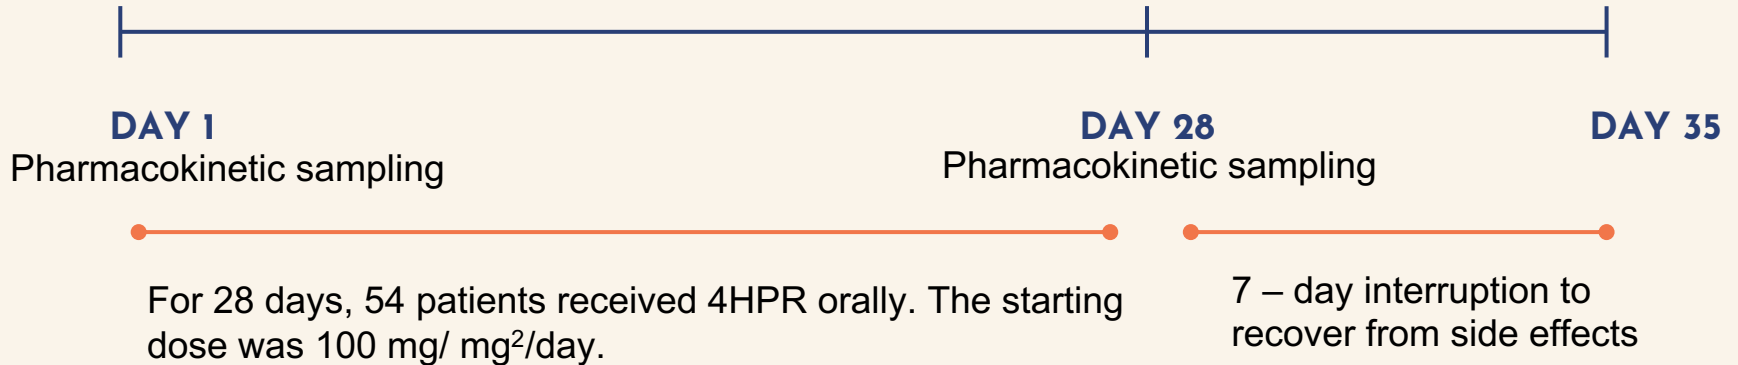 DAY 1
Pharmacokinetic sampling
DAY 28
Pharmacokinetic sampling
DAY 35
For 28 days, 54 patients received 4HPR orally. The starting
dose was 100 mg/ mg²/day.
7 – day interruption to
recover from side effects